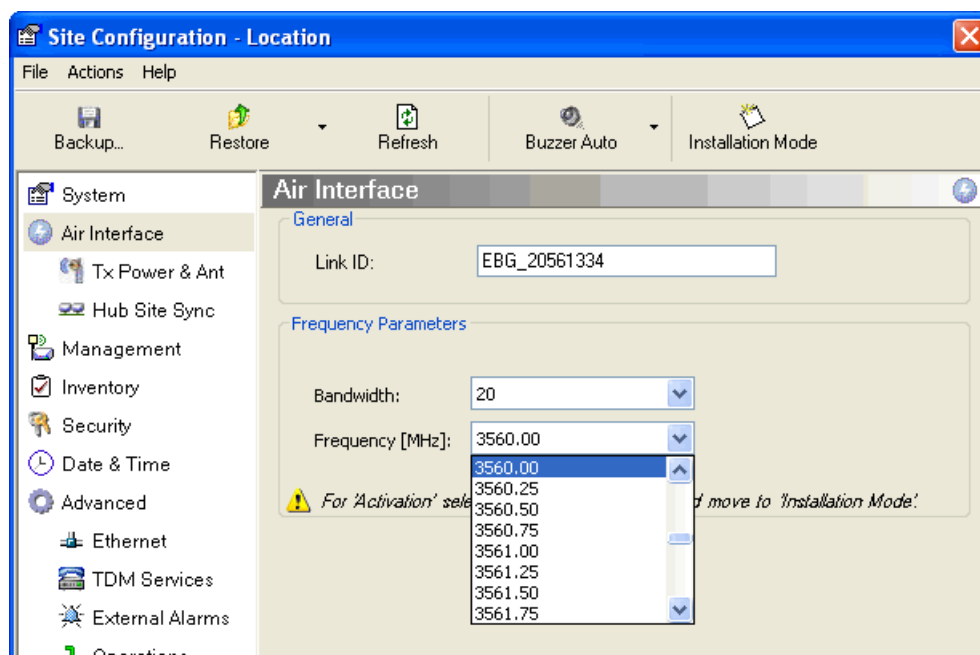 Site Configuration - Location
File Actions Help
Backup... Restore Refresh Buzzer Auto Installation Mode
System
Air Interface
Tx Power & Ant
Hub Site Sync
Management
Inventory
Security
Date & Time
Advanced
Ethernet
TDM Services
External Alarms
Operations
Air Interface
General
Link ID: EBG_20561334
Frequency Parameters
Bandwidth: 20
Frequency [MHz]: 3560.00
3560.00
3560.25
3560.50
3560.75
3561.00
3561.25
3561.50
3561.75
For 'Activation' move to 'Installation Mode'.